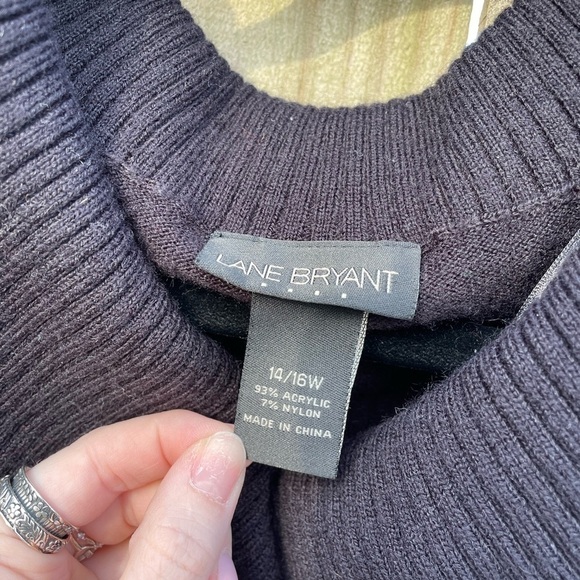 LANE BRYANT
14/16W
93% ACRYLIC
7% NYLON
MADE IN CHINA